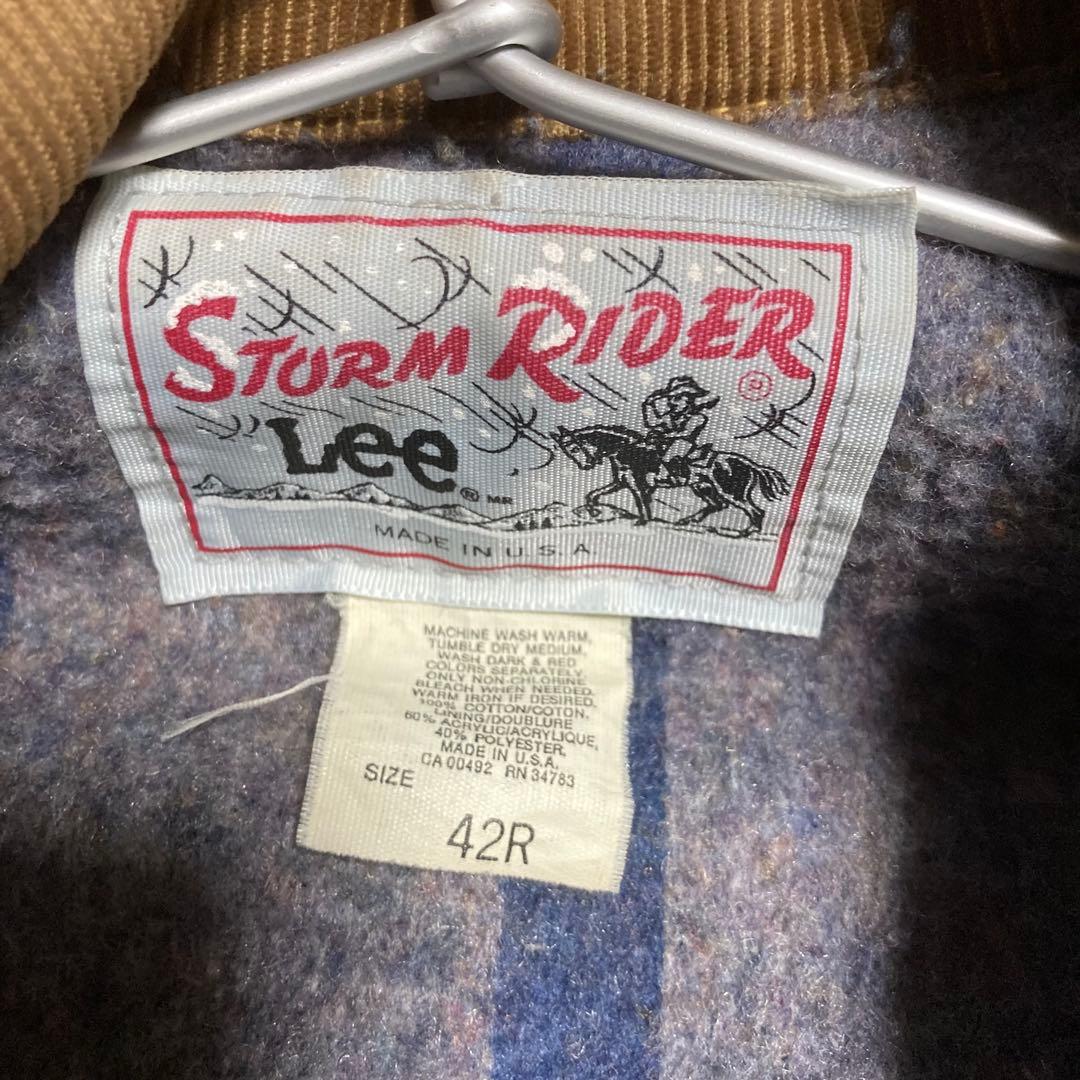 STORM RIDER ®
Lee ® MR
MADE IN U.S.A
MACHINE WASH WARM,
TUMBLE DRY MEDIUM,
WASH DARK & RED
COLORS SEPARATELY.
ONLY NON-CHLORINE
BLEACH WHEN NEEDED.
WARM IRON IF DESIRED.
100% COTTON/COTON.
LINING/DOUBLURE
60% ACRYLIC/ACRYLIQUE,
40% POLYESTER,
MADE IN U.S.A.
CA 00492 RN 34783
SIZE
42R